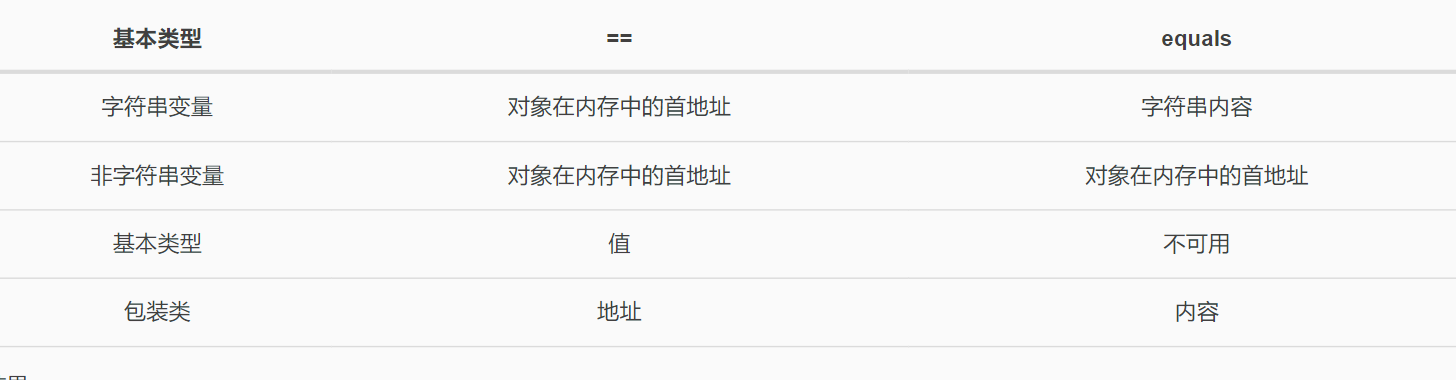 基本类型 == equals
字符串变量 对象在内存中的首地址 字符串内容
非字符串变量 对象在内存中的首地址 对象在内存中的首地址
基本类型 值 不可用
包装类 地址 内容